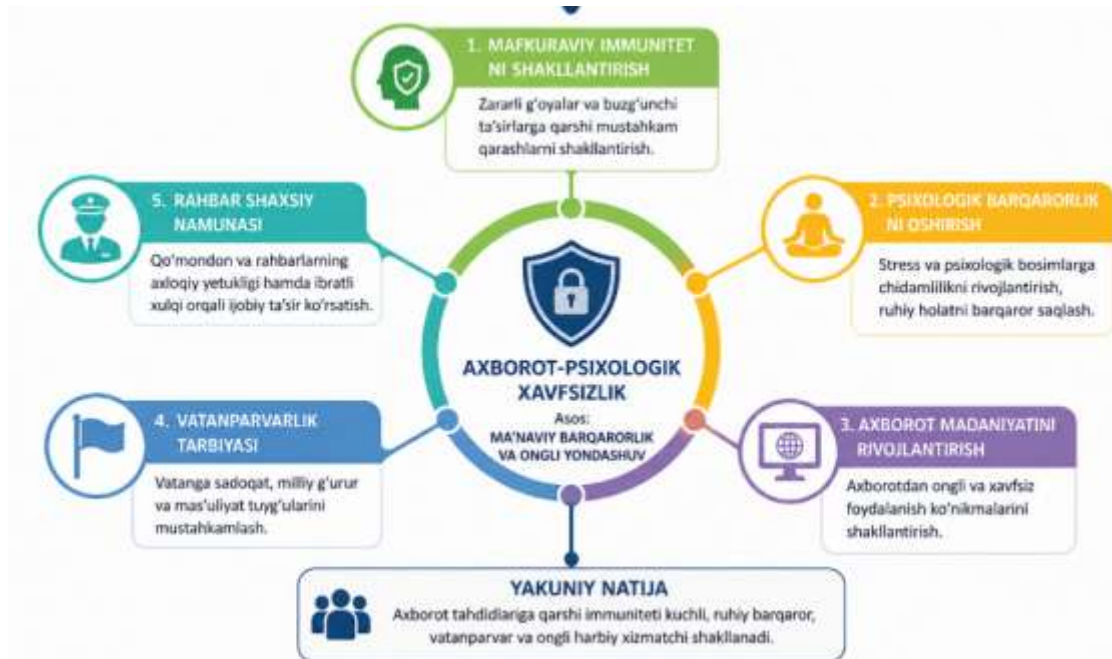 1. MAFKURAVIY IMMUNITET
NI SHAKLLANTIRISH
Zararli g'oyalar va buzg'unchi
ta'sirlarga qarshi mustahkam
qarashlarni shakllantirish.
2. PSIXOLOGIK BARQARORLIK
NI OSHIRISH
Stress va psixologik bosimlarga
chidamlilikni rivojlantirish,
ruhiy holatni barqaror saqlash.
3. AXBOROT MADANIYATINI
RIVOJLANTIRISH
Axborotdan ongli va xavfsiz
foydalanish ko'nikmalarini
shakllantirish.
4. VATANPARVARLIK
TARBIYASI
Vatanga sadoqat, milliy g'urur
va mas'uliyat tuyg'ularini
mustahkamlash.
5. RAHBAR SHAXSIY
NAMUNASI
Qo'mondon va rahbarlarning
axloqiy yetukligi hamda ibratli
xulqi orqali ijobiy ta'sir ko'rsatish.
AXBOROT-PSIXOLOGIK
XAVFSIZLIK
Asos:
MA'NAVIY BARQARORLIK
VA ONGLI YONDASHUV
YAKUNIY NATIJA
Axborot tahdidlariga qarshi immuniteti kuchli, ruhiy barqaror,
vatanparvar va ongli harbiy xizmatchi shakllanadi.